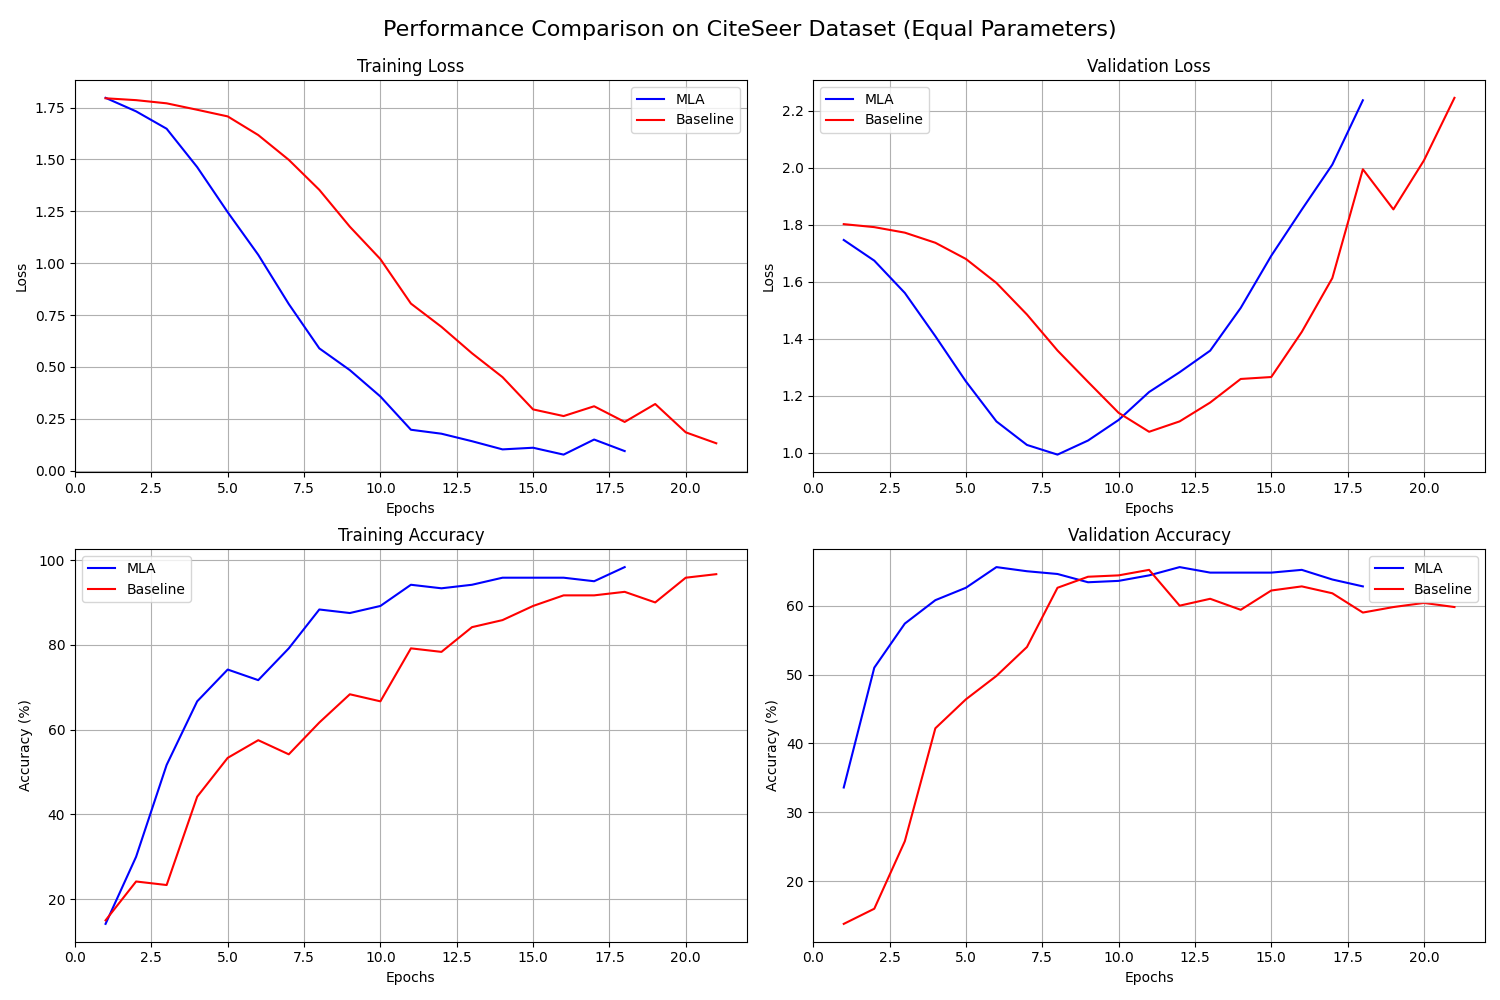 Performance Comparison on CiteSeer Dataset (Equal Parameters)
Training Loss
MLA
Baseline
1.75
1.50
1.25
1.00
0.75
0.50
0.25
0.00
Loss
0.0 2.5 5.0 7.5 10.0 12.5 15.0 17.5 20.0
Epochs
Validation Loss
MLA
Baseline
2.2
2.0
1.8
1.6
1.4
1.2
1.0
Loss
0.0 2.5 5.0 7.5 10.0 12.5 15.0 17.5 20.0
Epochs
Training Accuracy
MLA
Baseline
100
80
60
40
20
Accuracy (%)
0.0 2.5 5.0 7.5 10.0 12.5 15.0 17.5 20.0
Epochs
Validation Accuracy
MLA
Baseline
60
50
40
30
20
Accuracy (%)
0.0 2.5 5.0 7.5 10.0 12.5 15.0 17.5 20.0
Epochs